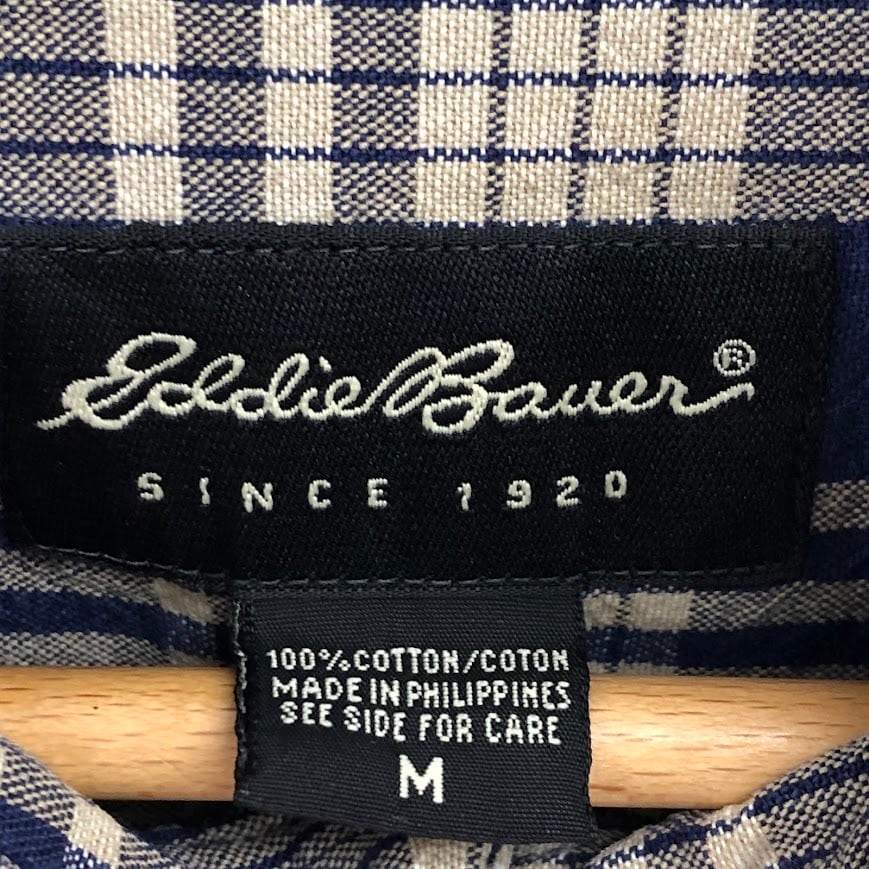 Eddie Bauer®
SINCE 1920
100% COTTON/COTON
MADE IN PHILIPPINES
SEE SIDE FOR CARE
M